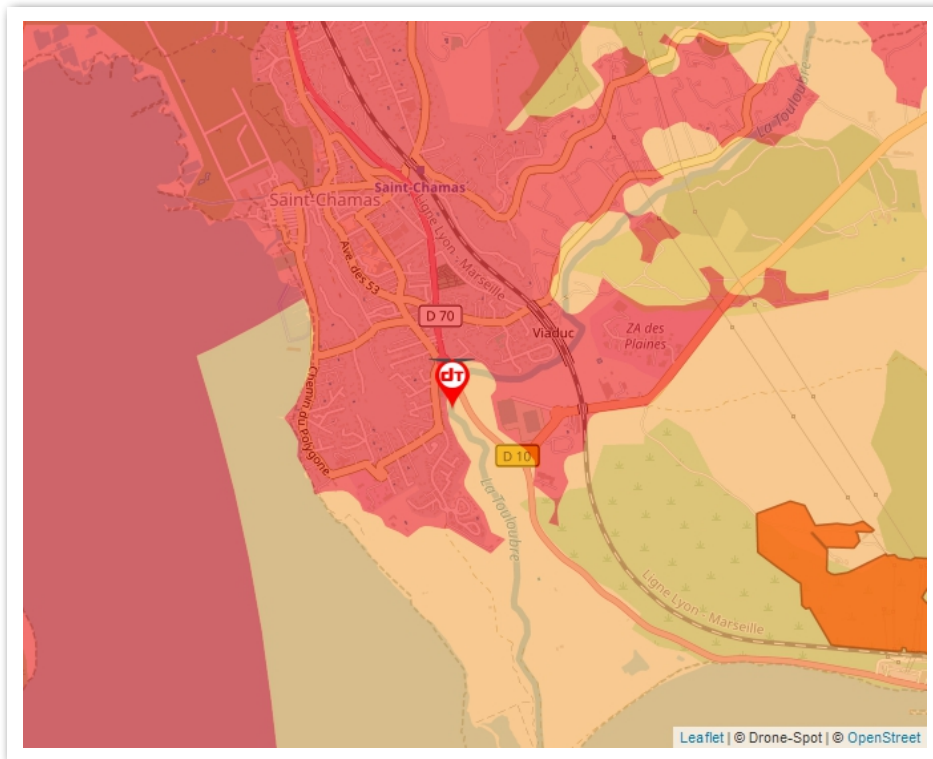 La Touloubre
Saint-Chamas
Saint-Chamas
Ligne Lyon - Marseille
Ave. des 53
D 70
Viaduc
ZA des
Plaines
Chemin du Polygone
dT
D 10
La Touloubre
Ligne Lyon - Marseille
Leaflet | © Drone-Spot | © OpenStreet